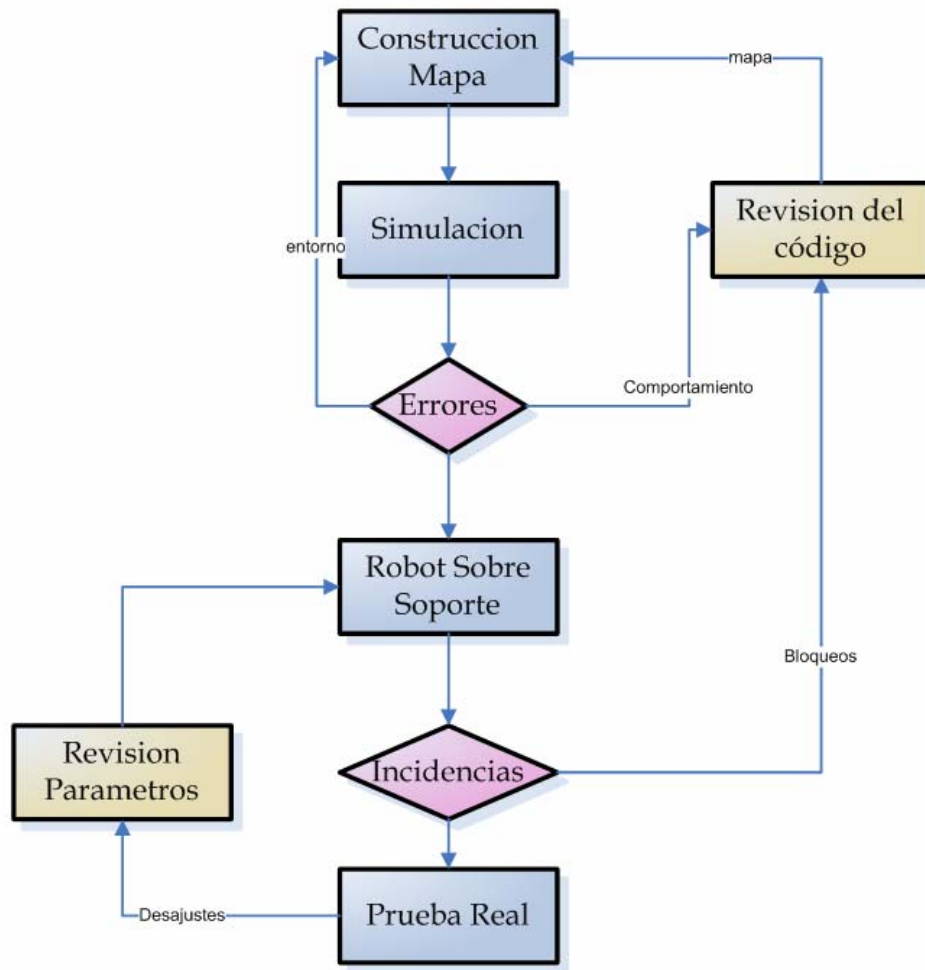 Construccion
Mapa
mapa
Simulacion
Revision del
código
entorno
Errores
Comportamiento
Robot Sobre
Soporte
Bloqueos
Revision
Parametros
Incidencias
Desajustes
Prueba Real